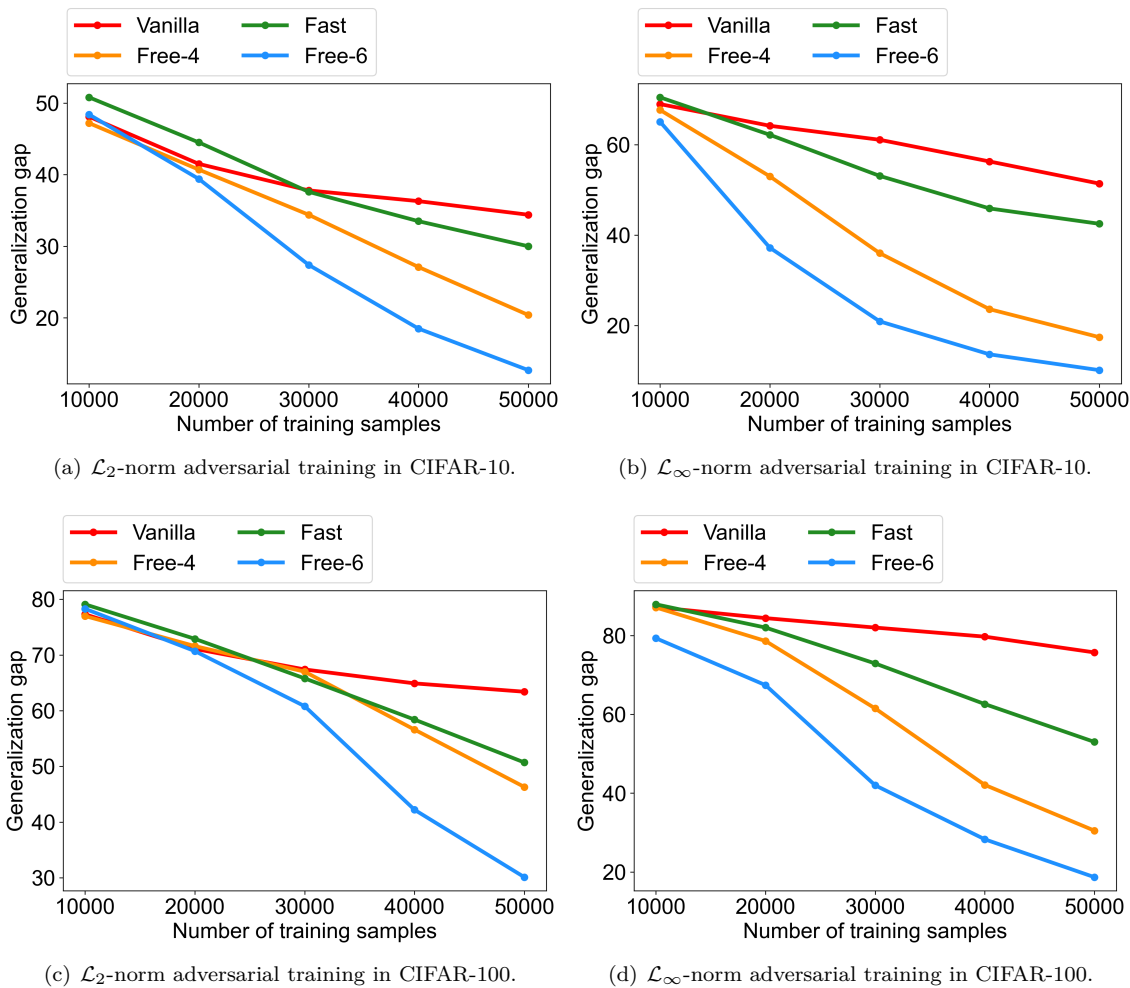 Vanilla Fast
Free-4 Free-6
Generalization gap
50
40
30
20
10000 20000 30000 40000 50000
Number of training samples
(a) ℒ₂-norm adversarial training in CIFAR-10.
Vanilla Fast
Free-4 Free-6
Generalization gap
60
40
20
10000 20000 30000 40000 50000
Number of training samples
(b) ℒ∞-norm adversarial training in CIFAR-10.
Vanilla Fast
Free-4 Free-6
Generalization gap
80
70
60
50
40
30
10000 20000 30000 40000 50000
Number of training samples
(c) ℒ₂-norm adversarial training in CIFAR-100.
Vanilla Fast
Free-4 Free-6
Generalization gap
80
60
40
20
10000 20000 30000 40000 50000
Number of training samples
(d) ℒ∞-norm adversarial training in CIFAR-100.